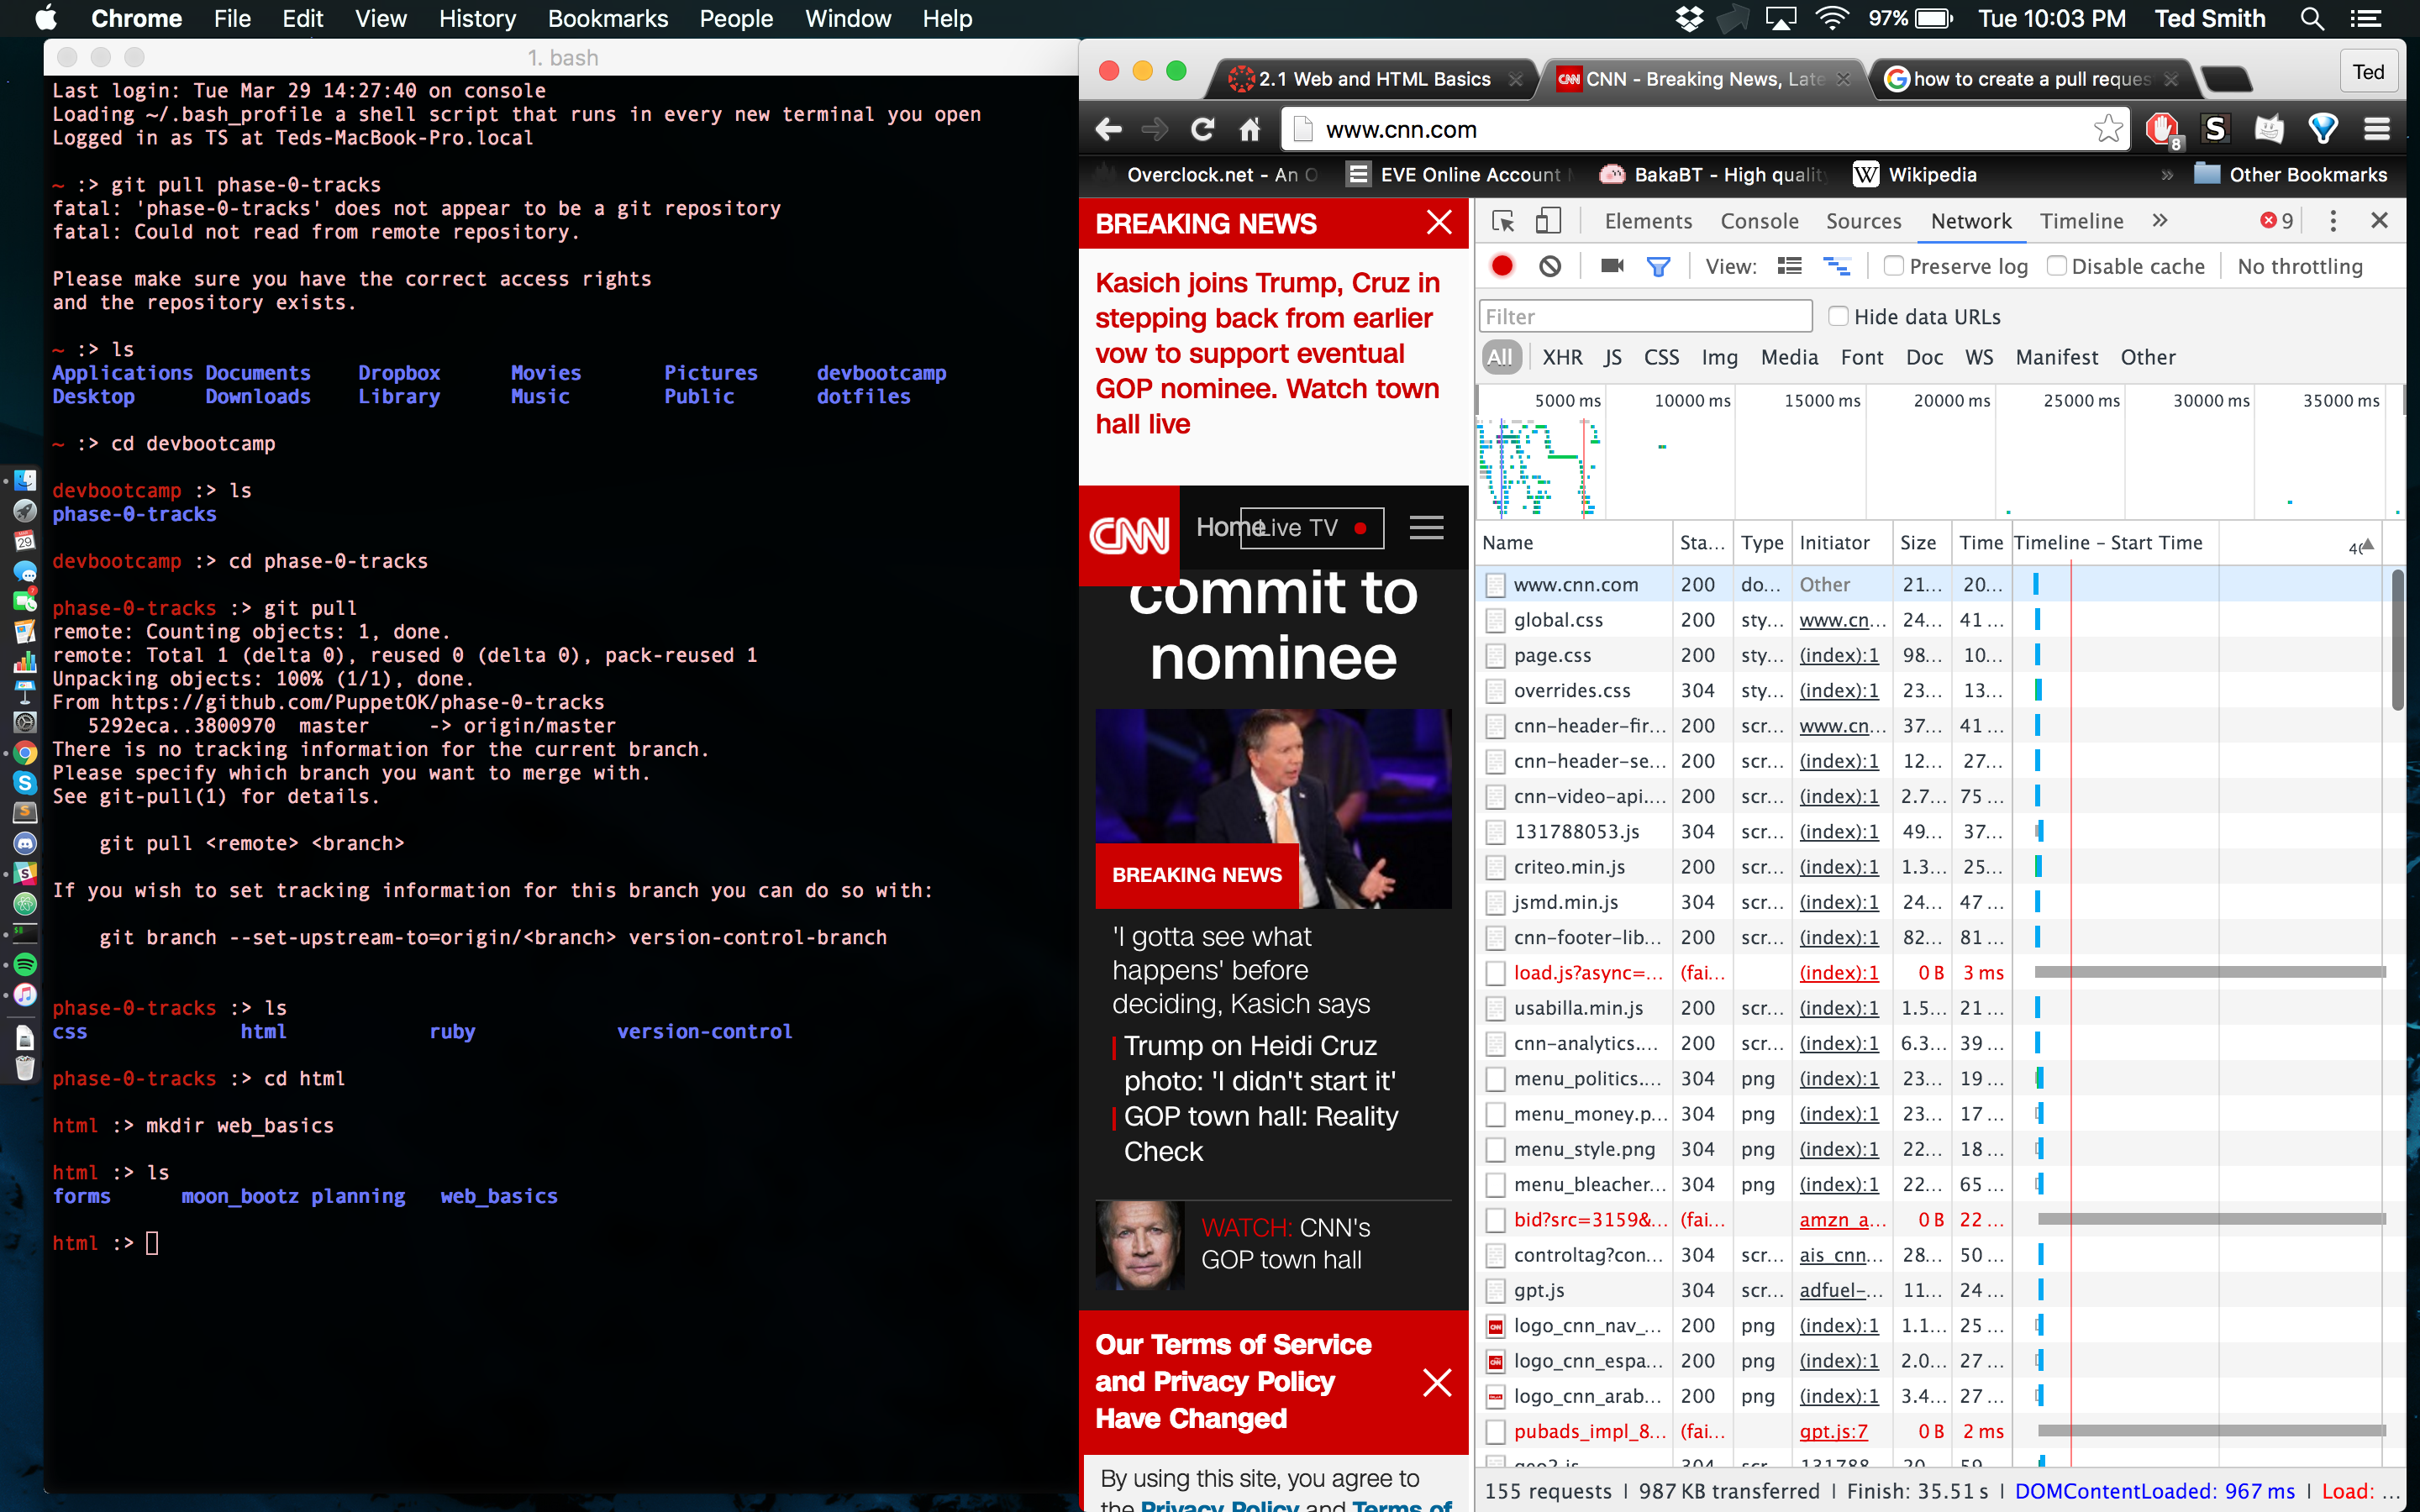 Chrome File Edit View History Bookmarks People Window Help 97% Tue 10:03 PM Ted Smith
1. bash
Last login: Tue Mar 29 14:27:40 on console
Loading ~/.bash_profile a shell script that runs in every new terminal you open
Logged in as TS at Teds-MacBook-Pro.local
~ :> git pull phase-0-tracks
fatal: 'phase-0-tracks' does not appear to be a git repository
fatal: Could not read from remote repository.
Please make sure you have the correct access rights
and the repository exists.
~ :> ls
Applications Documents Dropbox Movies Pictures devbootcamp
Desktop Downloads Library Music Public dotfiles
~ :> cd devbootcamp
devbootcamp :> ls
phase-0-tracks
devbootcamp :> cd phase-0-tracks
phase-0-tracks :> git pull
remote: Counting objects: 1, done.
remote: Total 1 (delta 0), reused 0 (delta 0), pack-reused 1
Unpacking objects: 100% (1/1), done.
From https://github.com/PuppetOK/phase-0-tracks
5292eca..3800970 master -> origin/master
There is no tracking information for the current branch.
Please specify which branch you want to merge with.
See git-pull(1) for details.
git pull <remote> <branch>
If you wish to set tracking information for this branch you can do so with:
git branch --set-upstream-to=origin/<branch> version-control-branch
phase-0-tracks :> ls
css html ruby version-control
phase-0-tracks :> cd html
html :> mkdir web_basics
html :> ls
forms moon_bootz planning web_basics
html :>
2.1 Web and HTML Basics CNN - Breaking News, Late how to create a pull reques Ted
www.cnn.com
8
Overclock.net - An O EVE Online Account BakaBT - High quality Wikipedia » Other Bookmarks
BREAKING NEWS
Kasich joins Trump, Cruz in
stepping back from earlier
vow to support eventual
GOP nominee. Watch town
hall live
CNN Home Live TV
commit to
nominee
BREAKING NEWS
'I gotta see what
happens' before
deciding, Kasich says
Trump on Heidi Cruz
photo: 'I didn't start it'
GOP town hall: Reality
Check
WATCH: CNN's
GOP town hall
Our Terms of Service
and Privacy Policy
Have Changed
By using this site, you agree to
the Privacy Policy and Terms of
Elements Console Sources Network Timeline » 9
View: Preserve log Disable cache No throttling
Filter Hide data URLs
All XHR JS CSS Img Media Font Doc WS Manifest Other
5000 ms 10000 ms 15000 ms 20000 ms 25000 ms 30000 ms 35000 ms
Name Sta... Type Initiator Size Time Timeline – Start Time
www.cnn.com 200 do... Other 21... 20...
global.css 200 sty... www.cn... 24... 41...
page.css 200 sty... (index):1 98... 10...
overrides.css 304 sty... (index):1 23... 13...
cnn-header-fir... 200 scr... www.cn... 37... 41...
cnn-header-se... 200 scr... (index):1 12... 27...
cnn-video-api.... 200 scr... (index):1 2.7... 75...
131788053.js 304 scr... (index):1 49... 37...
criteo.min.js 200 scr... (index):1 1.3... 25...
jsmd.min.js 304 scr... (index):1 24... 47...
cnn-footer-lib... 200 scr... (index):1 82... 81...
load.js?async=... (fai... (index):1 0 B 3 ms
usabilla.min.js 200 scr... (index):1 1.5... 21...
cnn-analytics.... 200 scr... (index):1 6.3... 39...
menu_politics.... 304 png (index):1 23... 19...
menu_money.p... 304 png (index):1 23... 17...
menu_style.png 304 png (index):1 22... 18...
menu_bleacher... 304 png (index):1 22... 65...
bid?src=3159&... (fai... amzn_a... 0 B 22...
controltag?con... 304 scr... ais_cnn... 28... 50...
gpt.js 304 scr... adfuel-... 11... 24...
logo_cnn_nav_... 200 png (index):1 1.1... 25...
logo_cnn_espa... 200 png (index):1 2.0... 27...
logo_cnn_arab... 200 png (index):1 3.4... 27...
pubads_impl_8... (fai... gpt.js:7 0 B 2 ms
155 requests | 987 KB transferred | Finish: 35.51 s | DOMContentLoaded: 967 ms | Load: ...